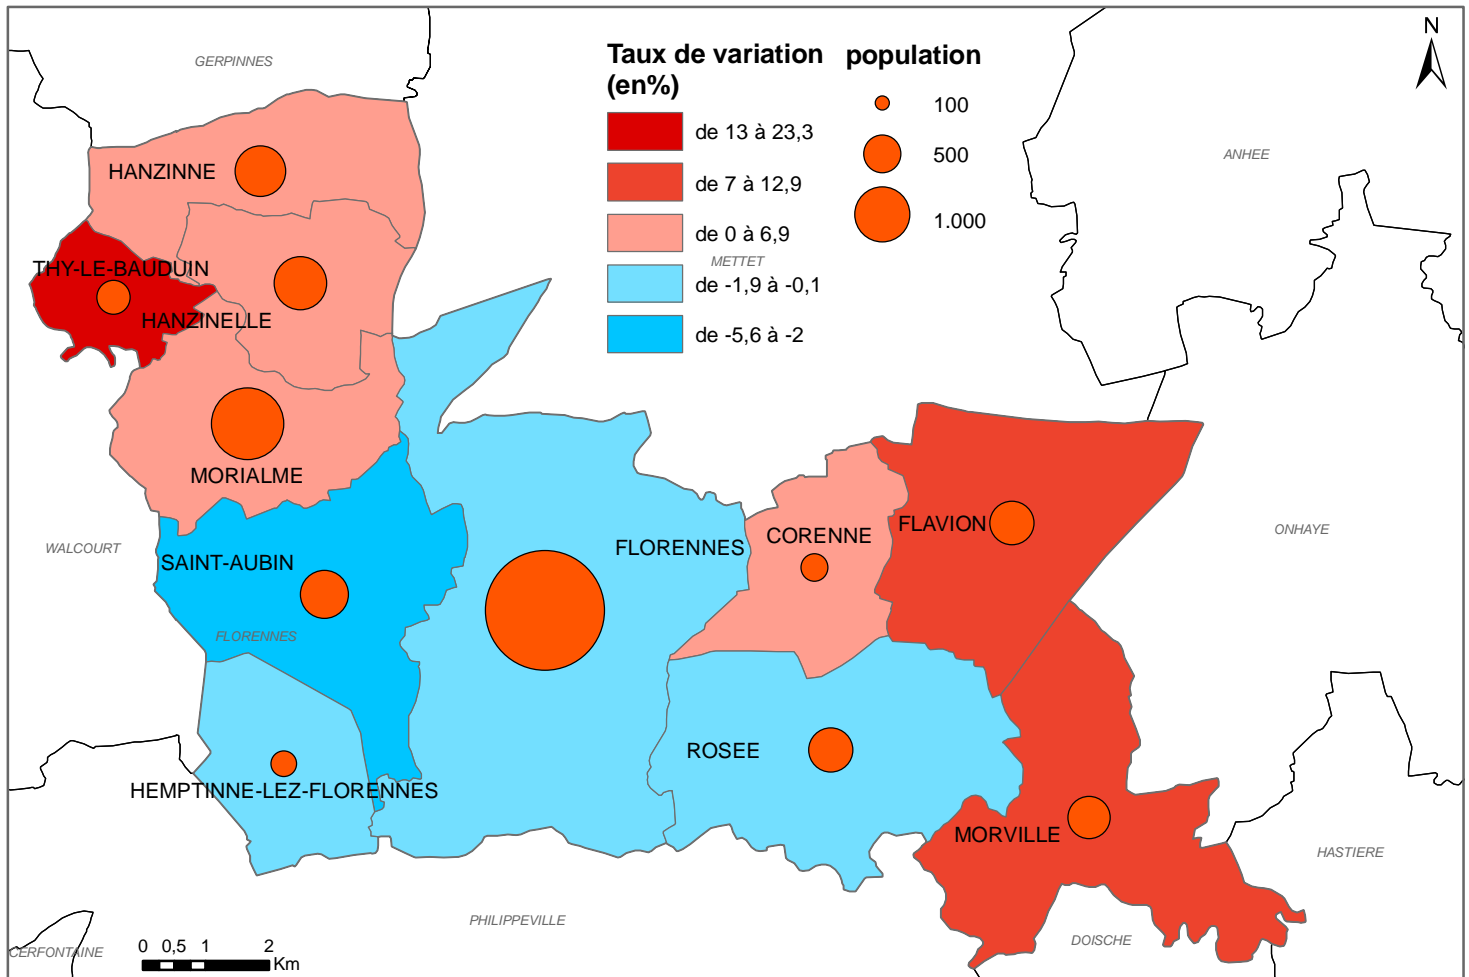 GERPINNES
Taux de variation
(en%)
de 13 à 23,3
de 7 à 12,9
de 0 à 6,9
de -1,9 à -0,1
de -5,6 à -2
population
100
500
1.000
N
ANHEE
HANZINNE
METTET
THY-LE-BAUDUIN
HANZINELLE
MORIALME
WALCOURT
SAINT-AUBIN
FLORENNES
CORENNE
FLAVION
ONHAYE
FLORENNES
ROSEE
HEMPTINNE-LEZ-FLORENNES
MORVILLE
HASTIERE
PHILIPPEVILLE
DOISCHE
CERFONTAINE
0 0,5 1 2
Km